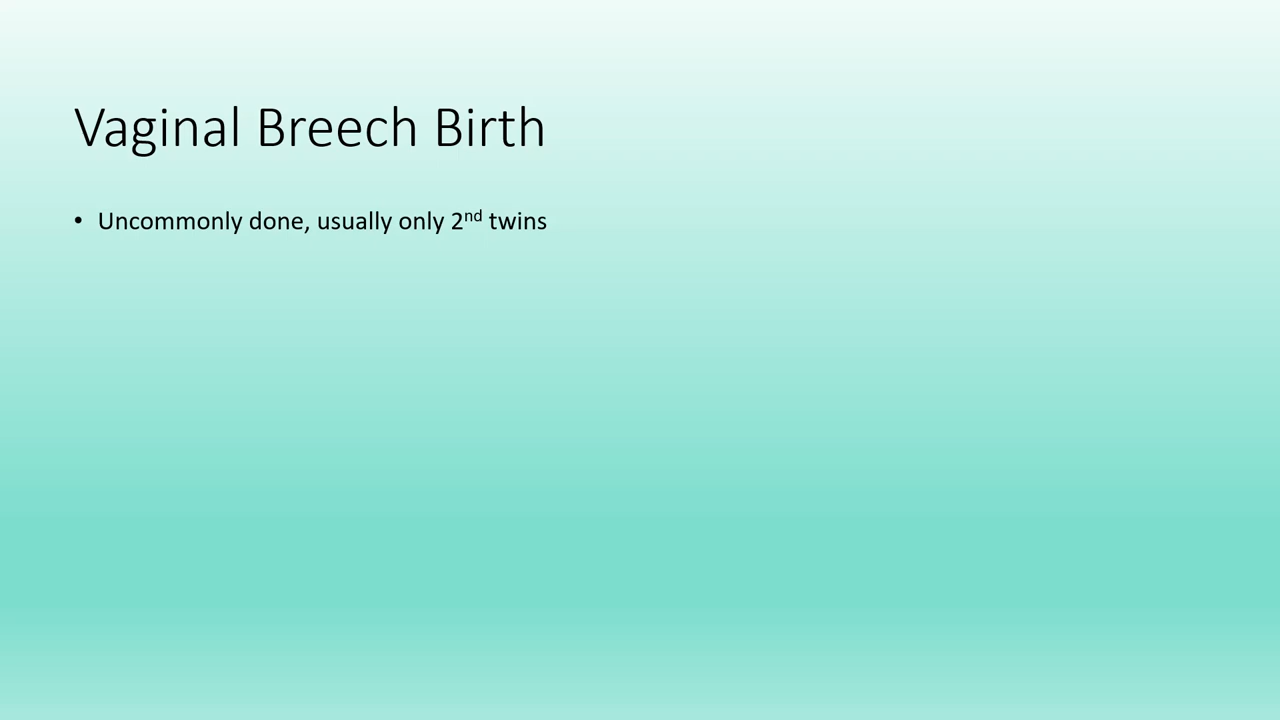 Vaginal Breech Birth
• Uncommonly done, usually only 2nd twins